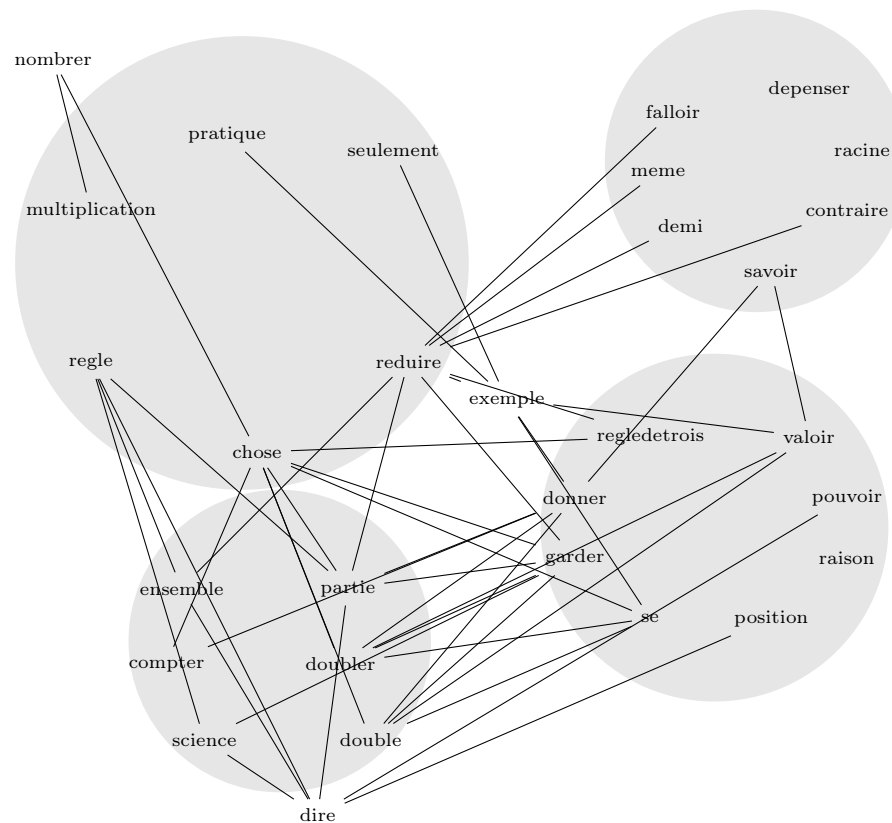 nombrer
depenser
falloir
pratique
seulement
racine
meme
multiplication
contraire
demi
savoir
regle
reduire
exemple
regledetrois
valoir
chose
donner
pouvoir
garder
raison
ensemble
partie
se
position
compter
doubler
science
double
dire